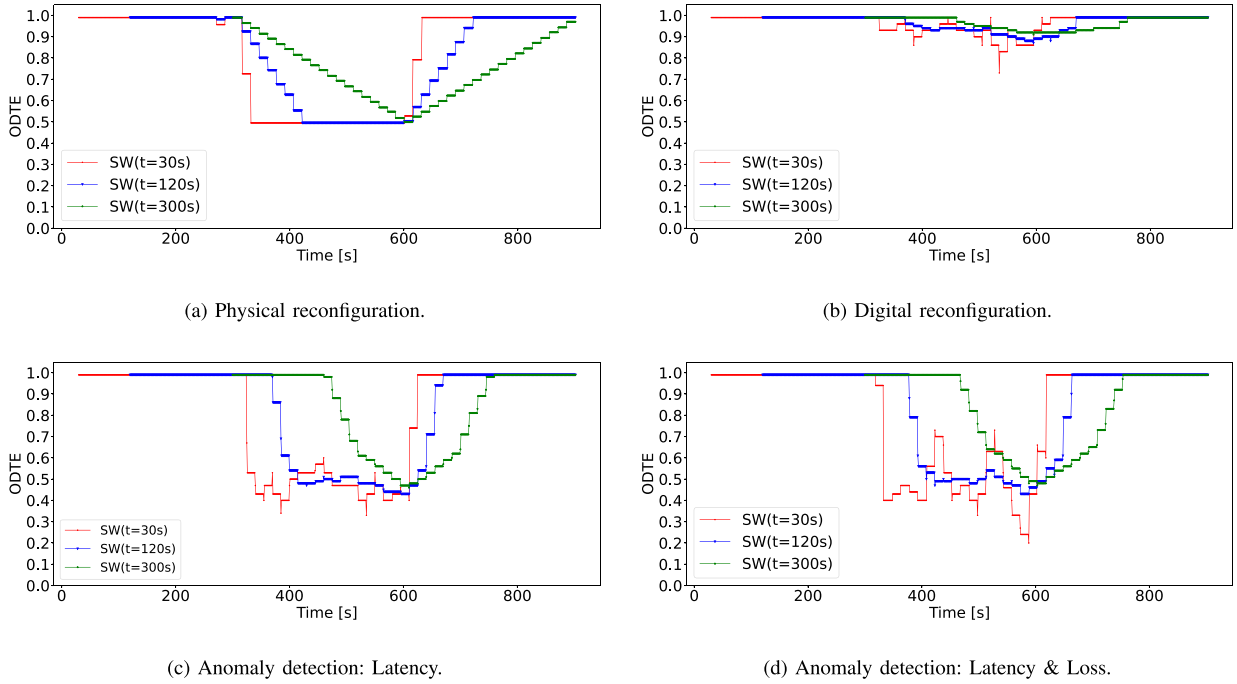 1.0
0.9
0.8
0.7
0.6
0.5
0.4
0.3
0.2
0.1
0.0
ODTE
SW(t=30s)
SW(t=120s)
SW(t=300s)
0 200 400 600 800
Time [s]
(a) Physical reconfiguration.
1.0
0.9
0.8
0.7
0.6
0.5
0.4
0.3
0.2
0.1
0.0
ODTE
SW(t=30s)
SW(t=120s)
SW(t=300s)
0 200 400 600 800
Time [s]
(b) Digital reconfiguration.
1.0
0.9
0.8
0.7
0.6
0.5
0.4
0.3
0.2
0.1
0.0
ODTE
SW(t=30s)
SW(t=120s)
SW(t=300s)
0 200 400 600 800
Time [s]
(c) Anomaly detection: Latency.
1.0
0.9
0.8
0.7
0.6
0.5
0.4
0.3
0.2
0.1
0.0
ODTE
SW(t=30s)
SW(t=120s)
SW(t=300s)
0 200 400 600 800
Time [s]
(d) Anomaly detection: Latency & Loss.